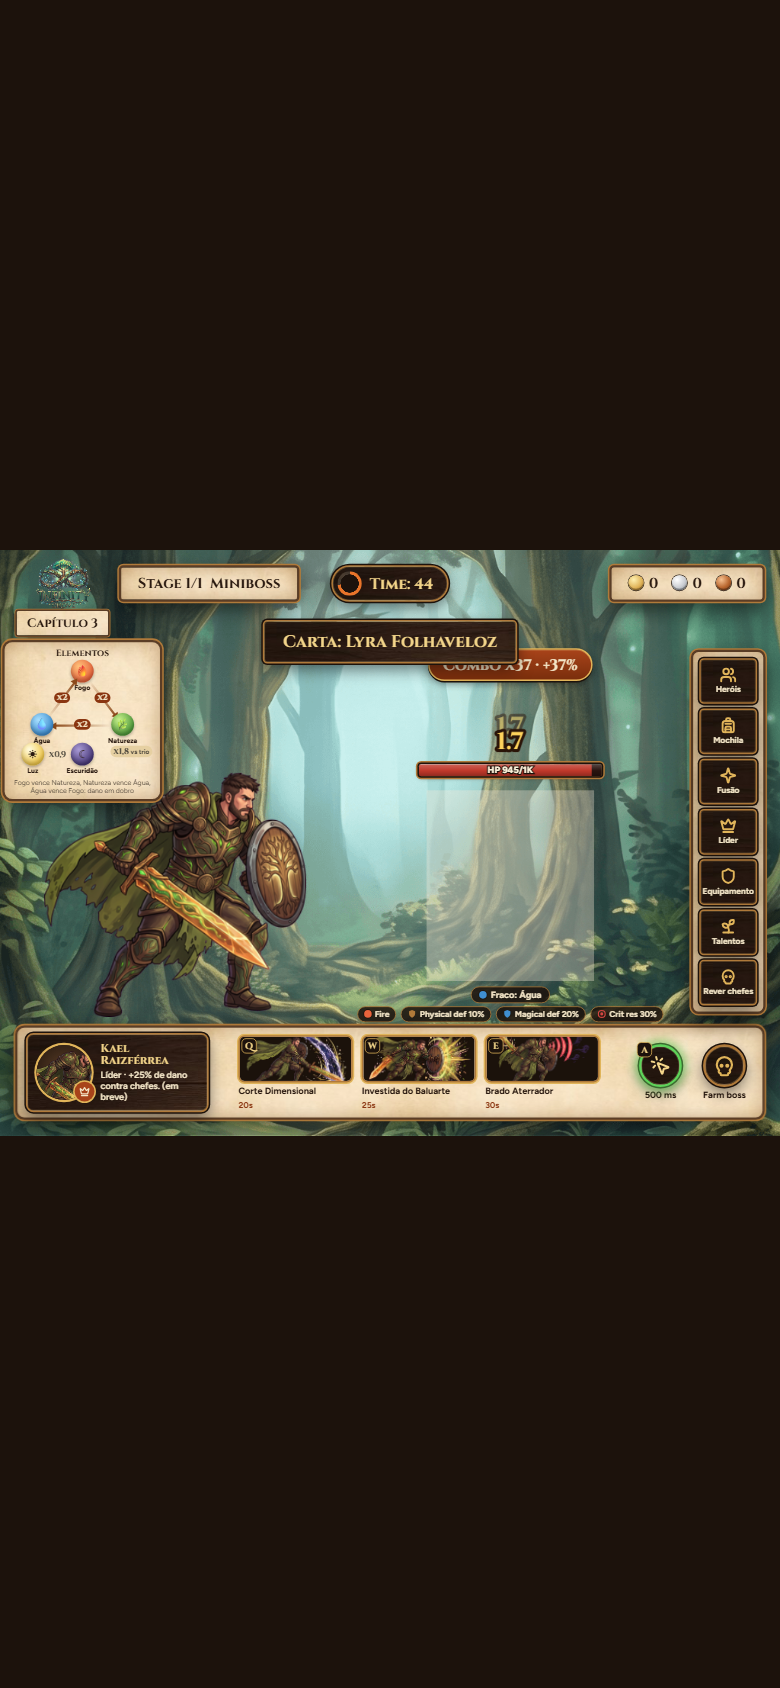 STAGE 1/1 MINIBOSS
TIME: 44
0 0 0
CAPÍTULO 3
CARTA: LYRA FOLHAVELOZ
COMBO X37 · +37%
ELEMENTOS
Fogo
x2 x2
x2
Água Natureza
x0,9 x1,8 vs trio
Luz Escuridão
Fogo vence Natureza, Natureza vence Água,
Água vence Fogo: dano em dobro
1.7
1.7
HP 945/1K
Heróis
Mochila
Fusão
Líder
Equipamento
Talentos
Rever chefes
Fraco: Água
Fire Physical def 10% Magical def 20% Crit res 30%
KAEL
RAIZFÉRREA
Líder · +25% de dano
contra chefes. (em
breve)
Q W E A
Corte Dimensional Investida do Baluarte Brado Aterrador
20s 25s 30s
500 ms Farm boss